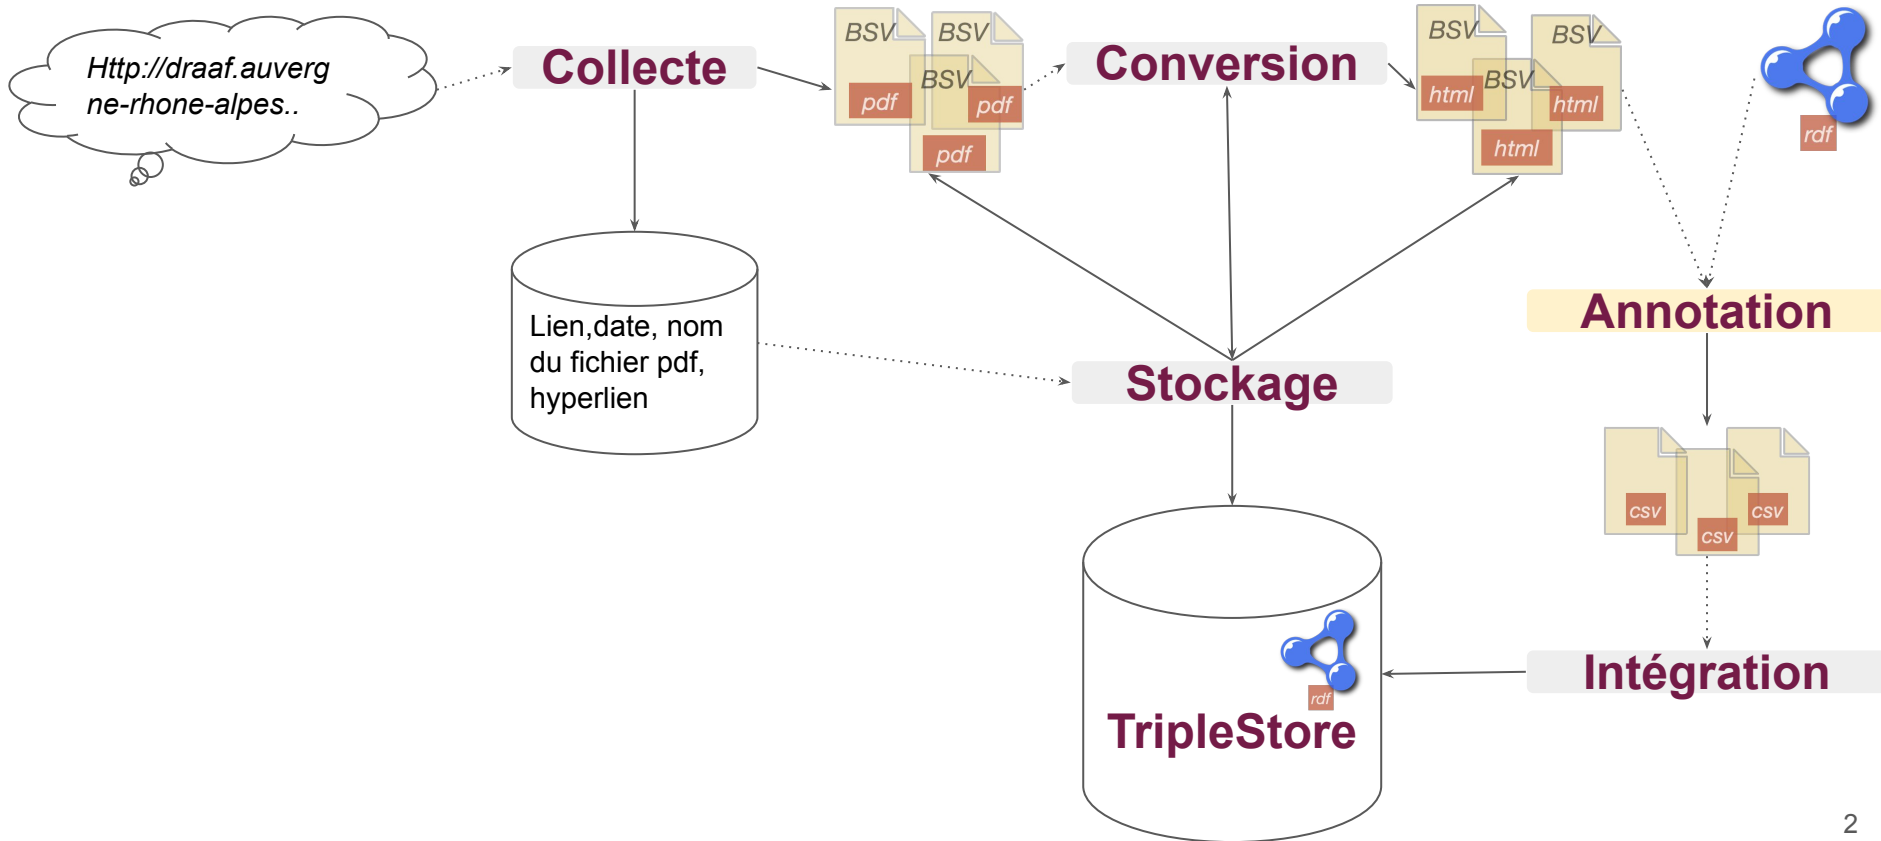 Http://draaf.auverg
ne-rhone-alpes..
Collecte
BSV
pdf
BSV
pdf
BSV
pdf
Conversion
BSV
html
BSV
html
BSV
html
rdf
Lien,date, nom
du fichier pdf,
hyperlien
Stockage
Annotation
csv
csv
csv
Intégration
rdf
TripleStore
2